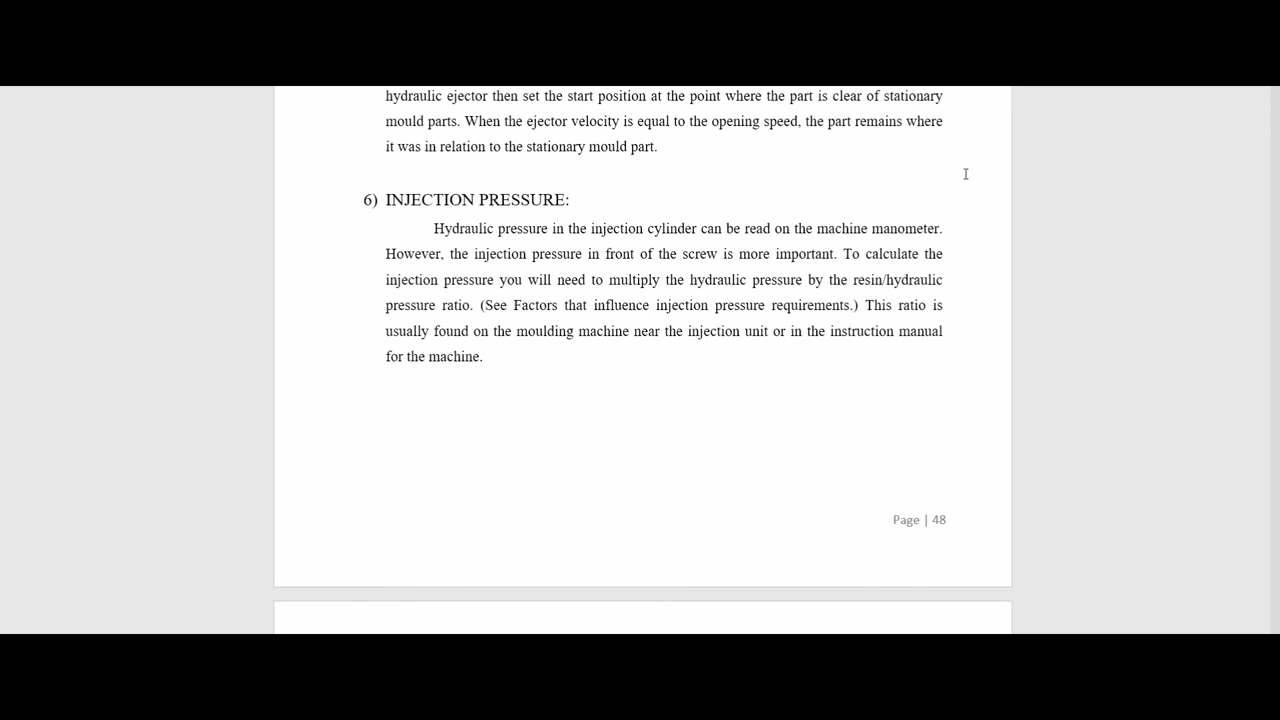 hydraulic ejector then set the start position at the point where the part is clear of stationary
mould parts. When the ejector velocity is equal to the opening speed, the part remains where
it was in relation to the stationary mould part.
6) INJECTION PRESSURE:
Hydraulic pressure in the injection cylinder can be read on the machine manometer.
However, the injection pressure in front of the screw is more important. To calculate the
injection pressure you will need to multiply the hydraulic pressure by the resin/hydraulic
pressure ratio. (See Factors that influence injection pressure requirements.) This ratio is
usually found on the moulding machine near the injection unit or in the instruction manual
for the machine.
Page | 48